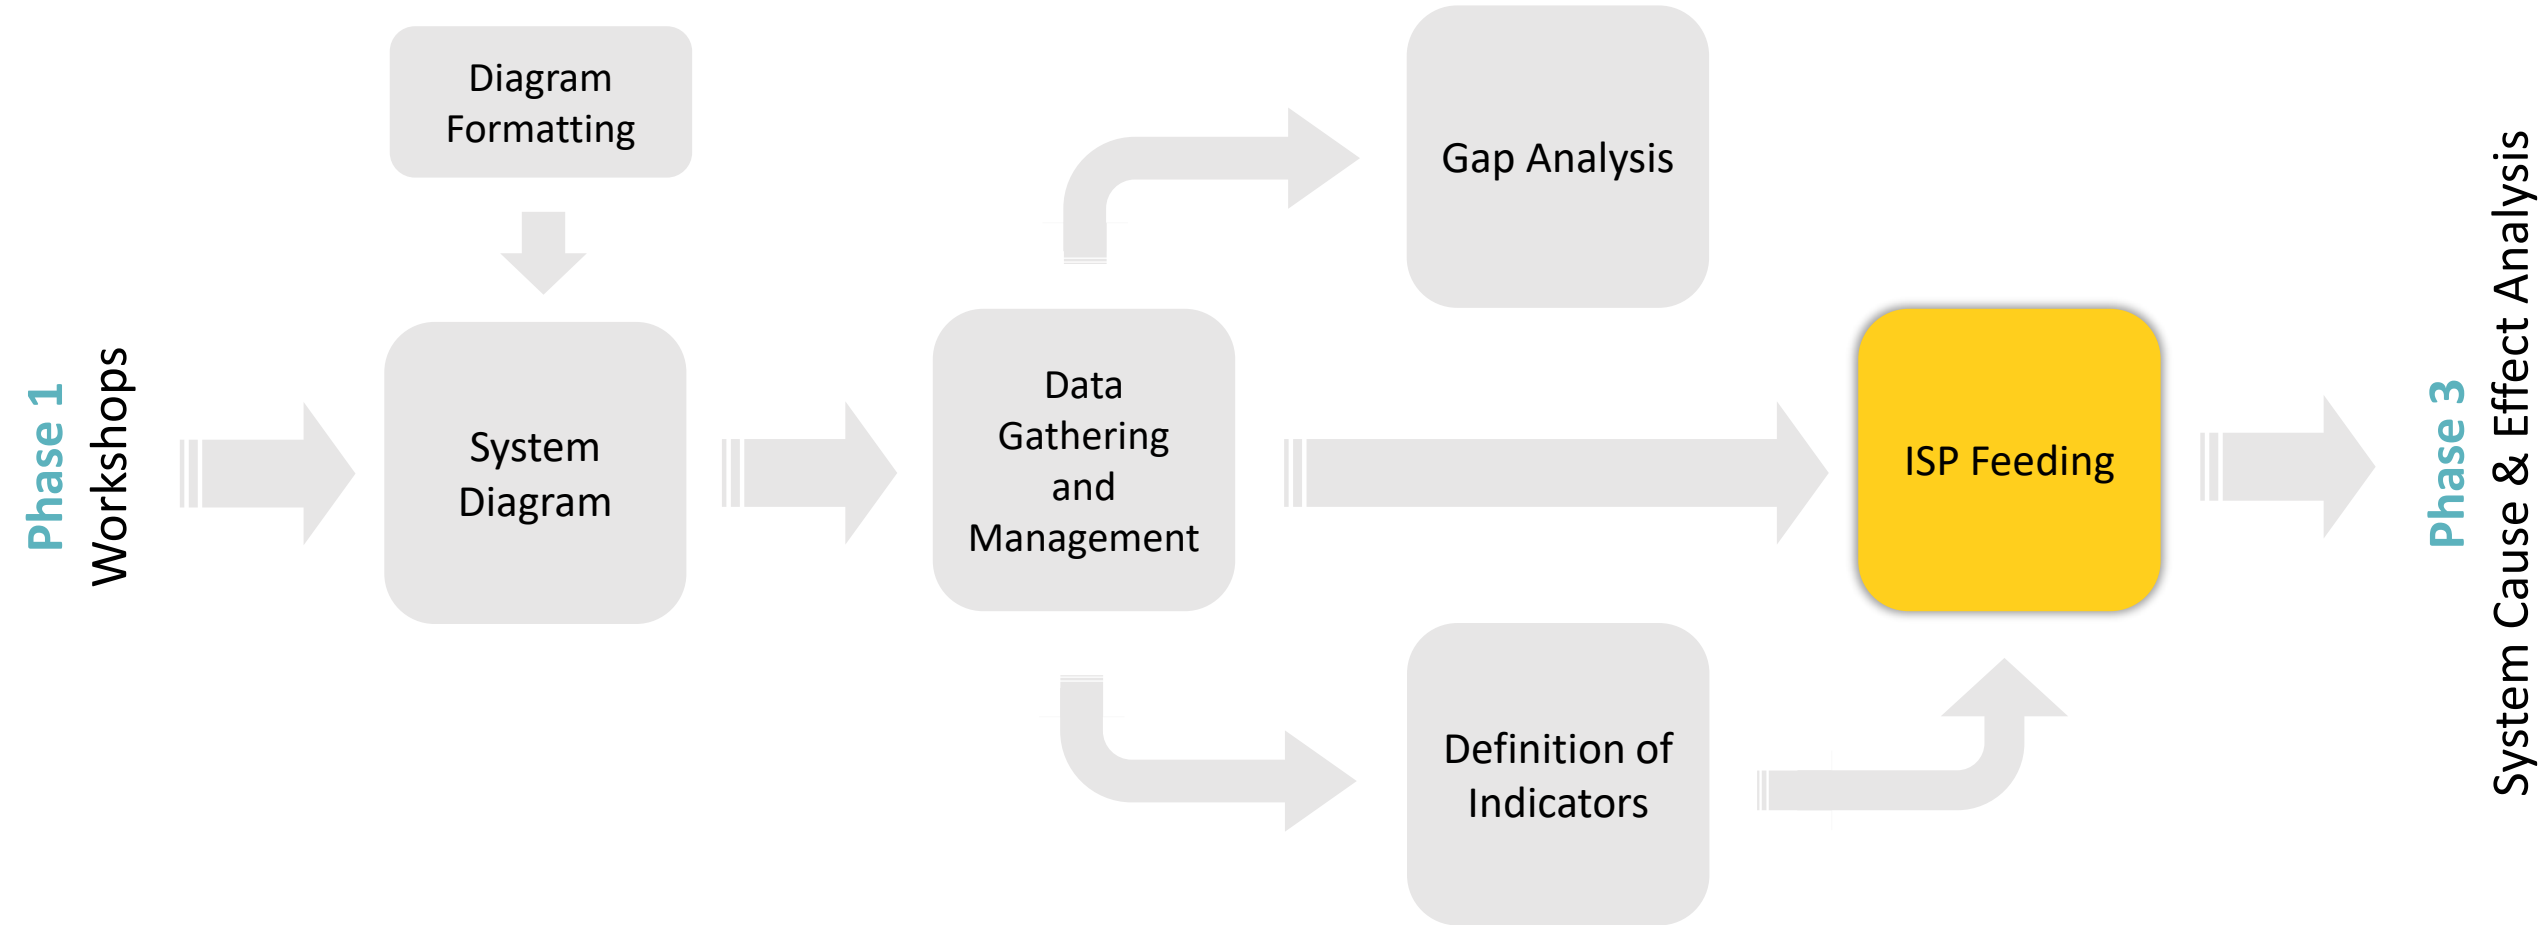 Phase 1
Workshops
Diagram
Formatting
System
Diagram
Data
Gathering
and
Management
Gap Analysis
Definition of
Indicators
ISP Feeding
Phase 3
System Cause & Effect Analysis